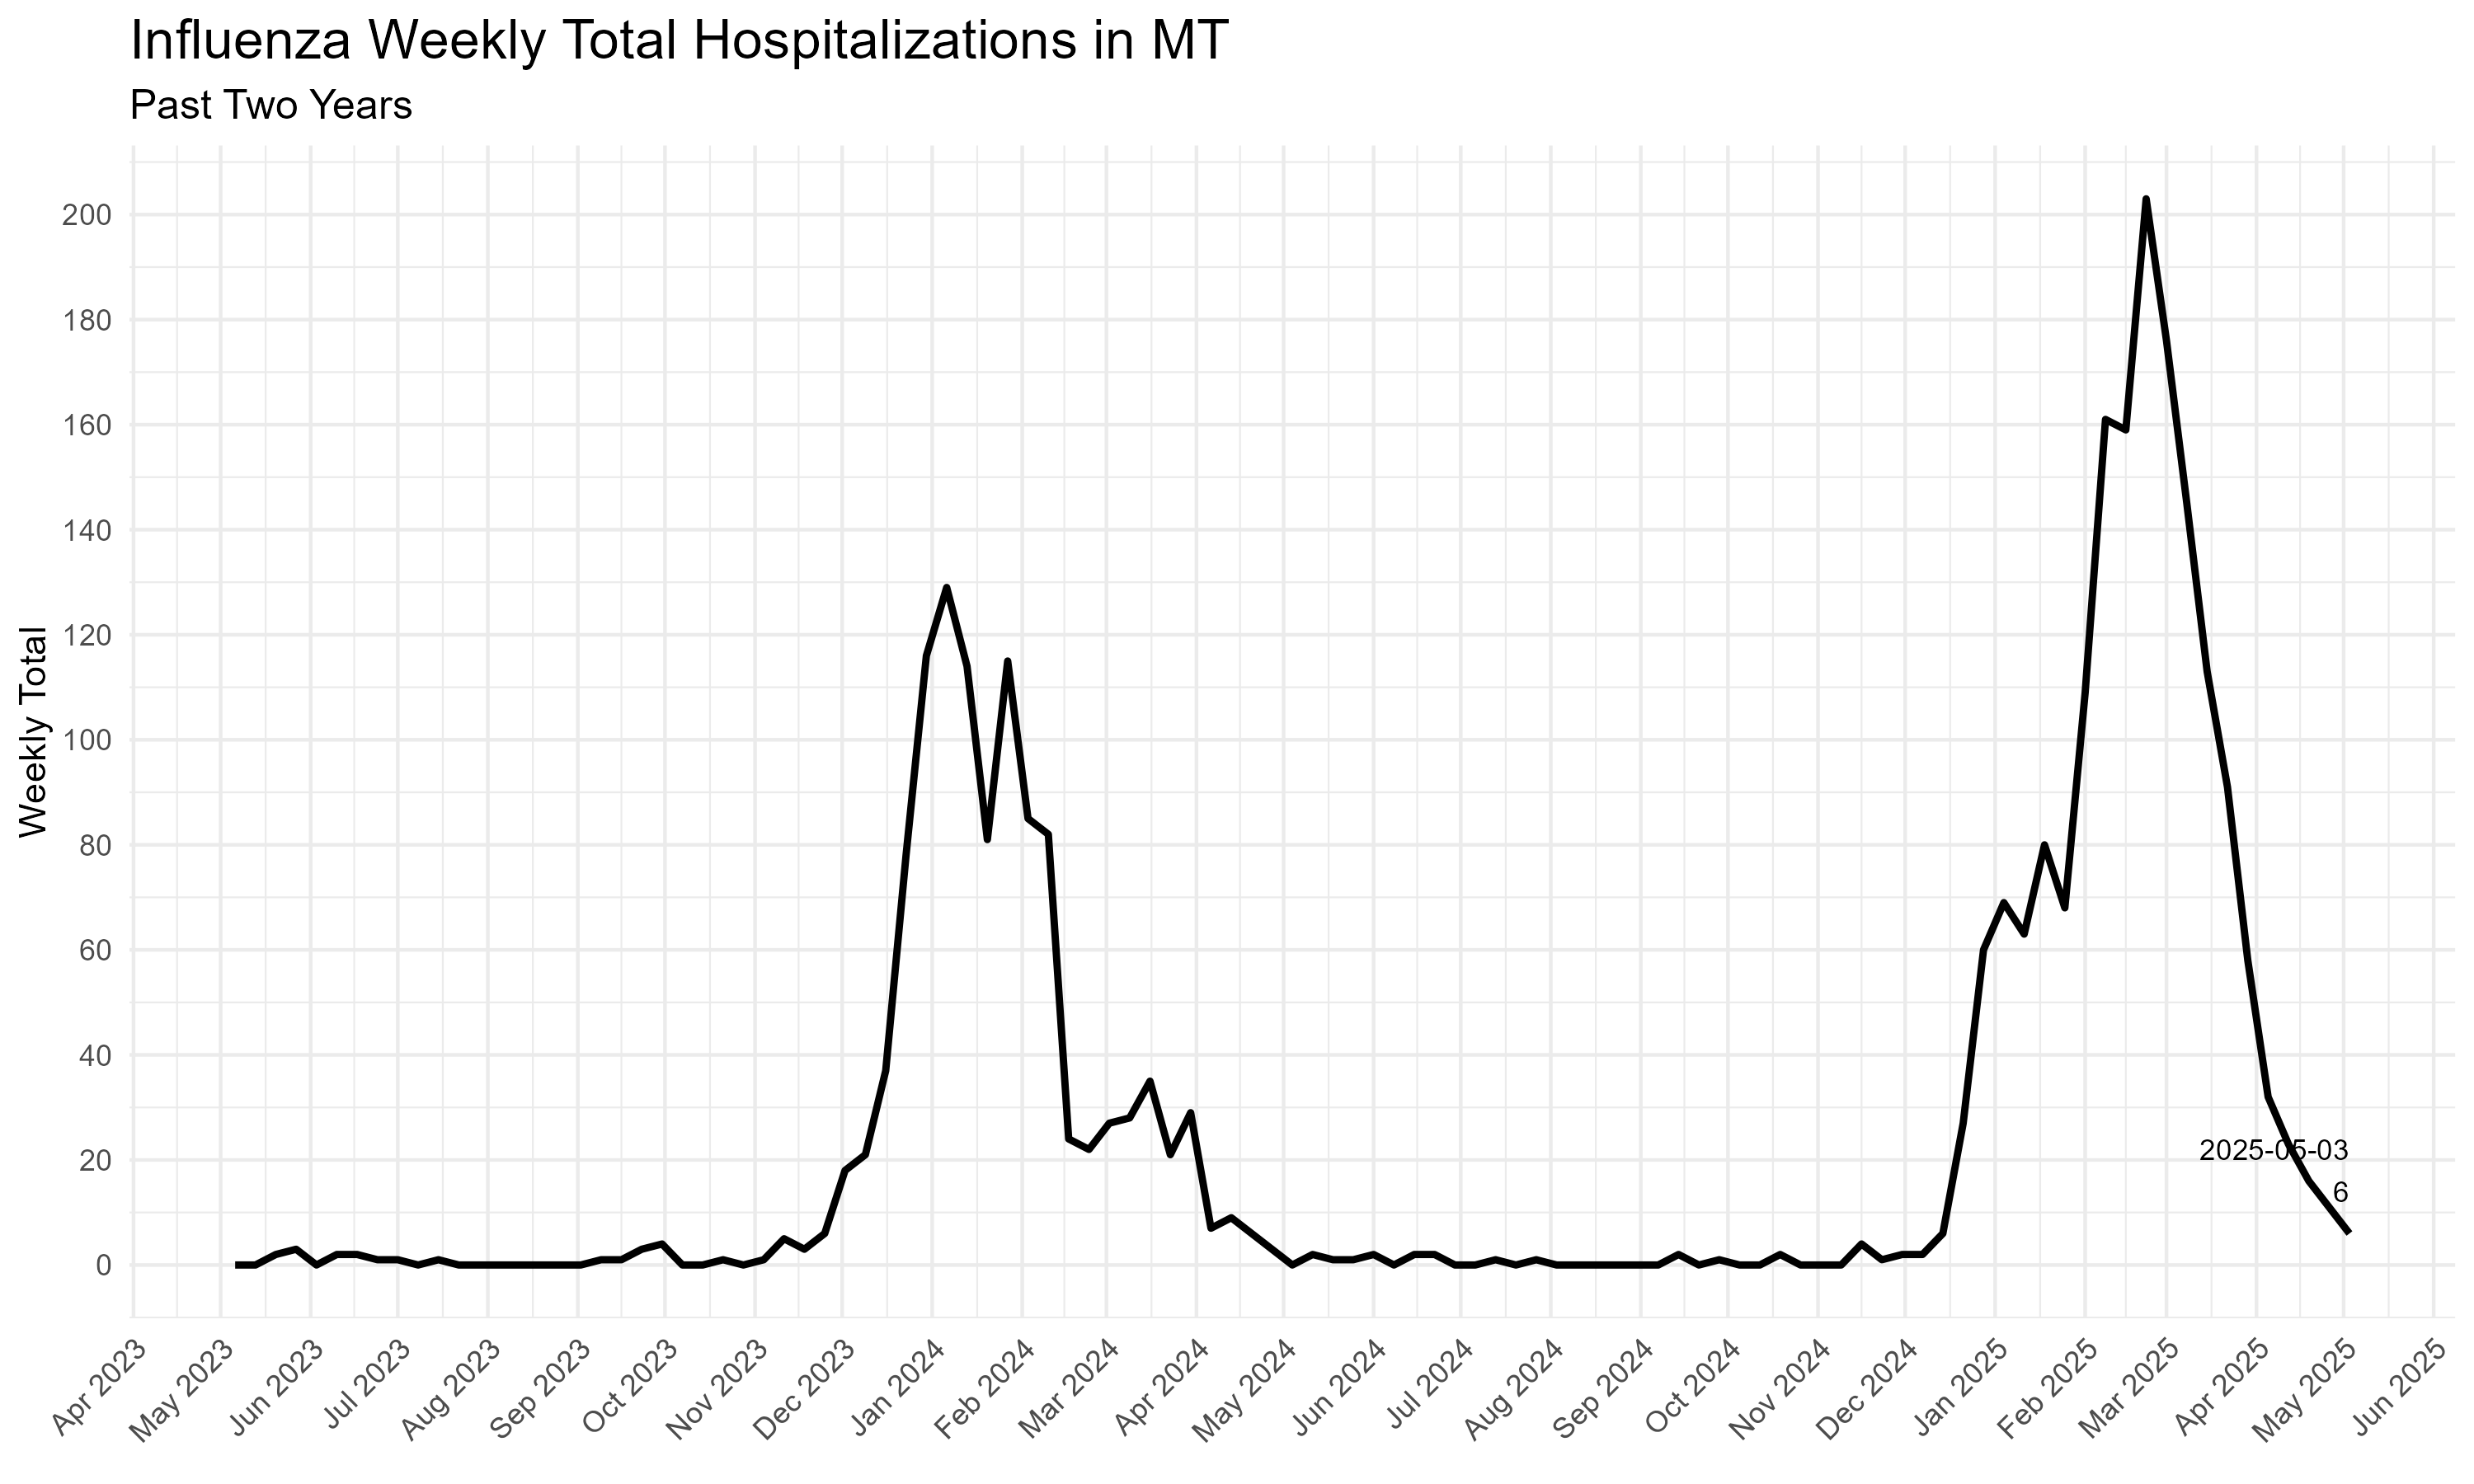 Influenza Weekly Total Hospitalizations in MT
Past Two Years
Weekly Total
200
180
160
140
120
100
80
60
40
20
0
2025-05-03
6
Apr 2023
May 2023
Jun 2023
Jul 2023
Aug 2023
Sep 2023
Oct 2023
Nov 2023
Dec 2023
Jan 2024
Feb 2024
Mar 2024
Apr 2024
May 2024
Jun 2024
Jul 2024
Aug 2024
Sep 2024
Oct 2024
Nov 2024
Dec 2024
Jan 2025
Feb 2025
Mar 2025
Apr 2025
May 2025
Jun 2025